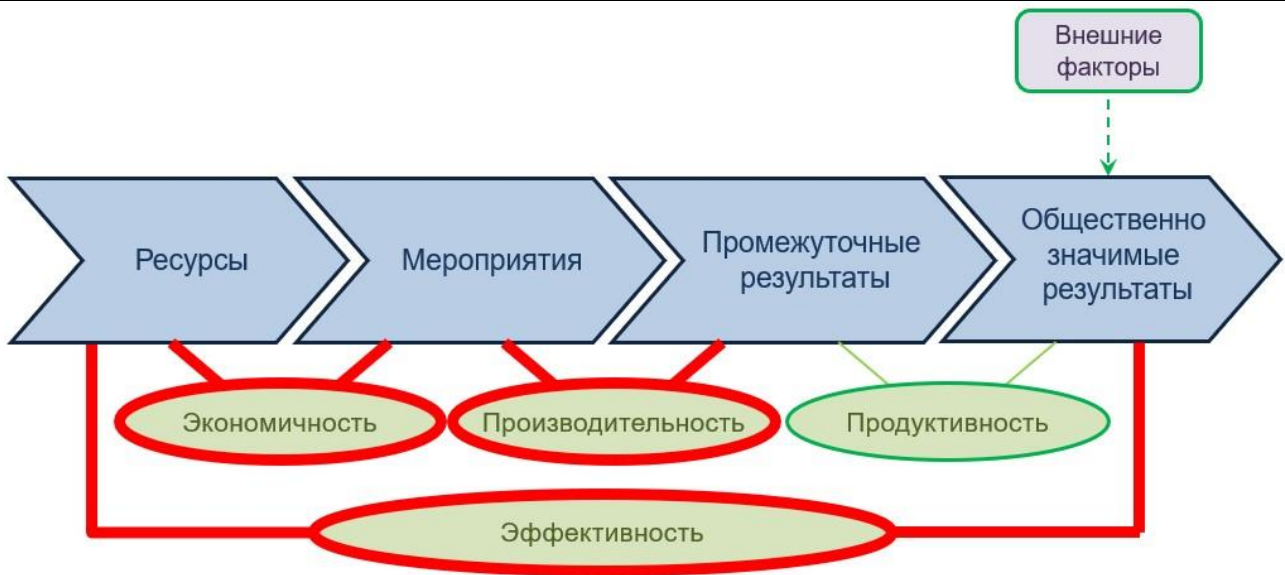 Внешние
факторы
Ресурсы
Мероприятия
Промежуточные
результаты
Общественно
значимые
результаты
Экономичность
Производительность
Продуктивность
Эффективность